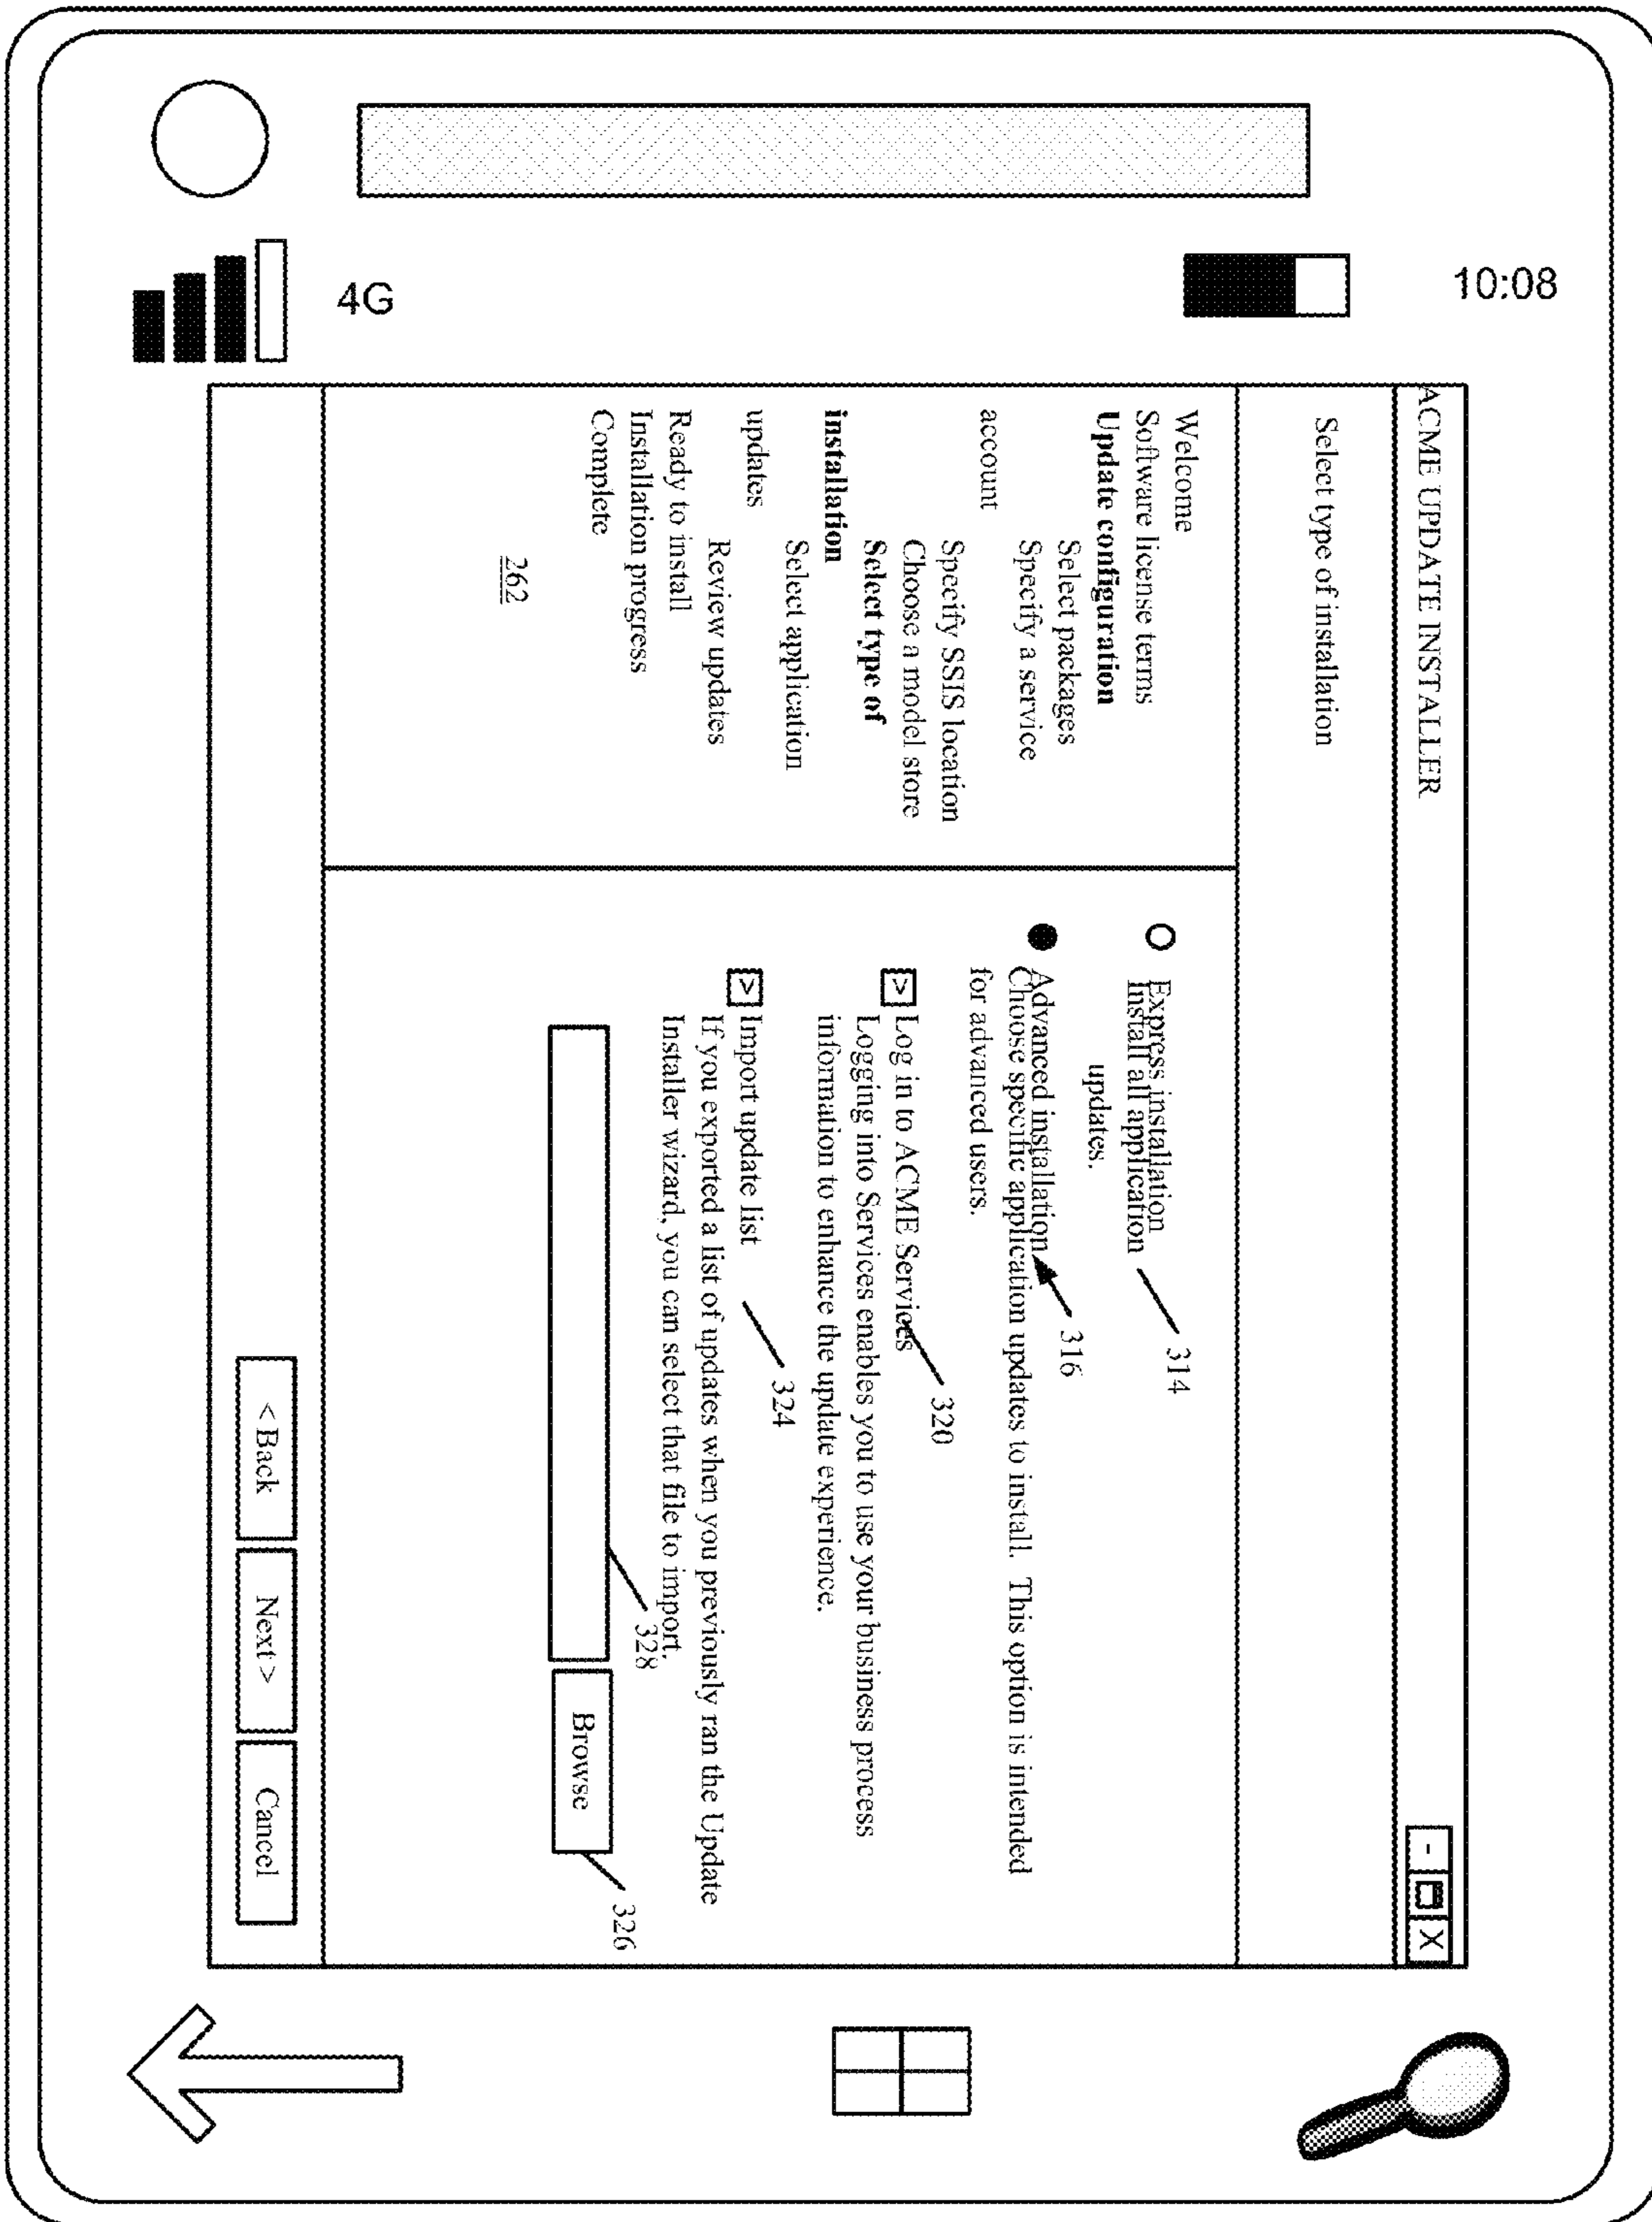 4G
10:08
ACME UPDATE INSTALLER
- X
Select type of installation
Welcome
Software license terms
Update configuration
Select packages
Specify a service
account
Specify SSIS location
Choose a model store
Select type of
installation
Select application
updates
Review updates
Ready to install
Installation progress
Complete
262
Express installation
Install all application
updates.
314
Advanced installation
316
Choose specific application updates to install. This option is intended
for advanced users.
> Log in to ACME Services
320
Logging into Services enables you to use your business process
information to enhance the update experience.
> Import update list
324
If you exported a list of updates when you previously ran the Update
Installer wizard, you can select that file to import.
328
Browse
326
< Back
Next >
Cancel